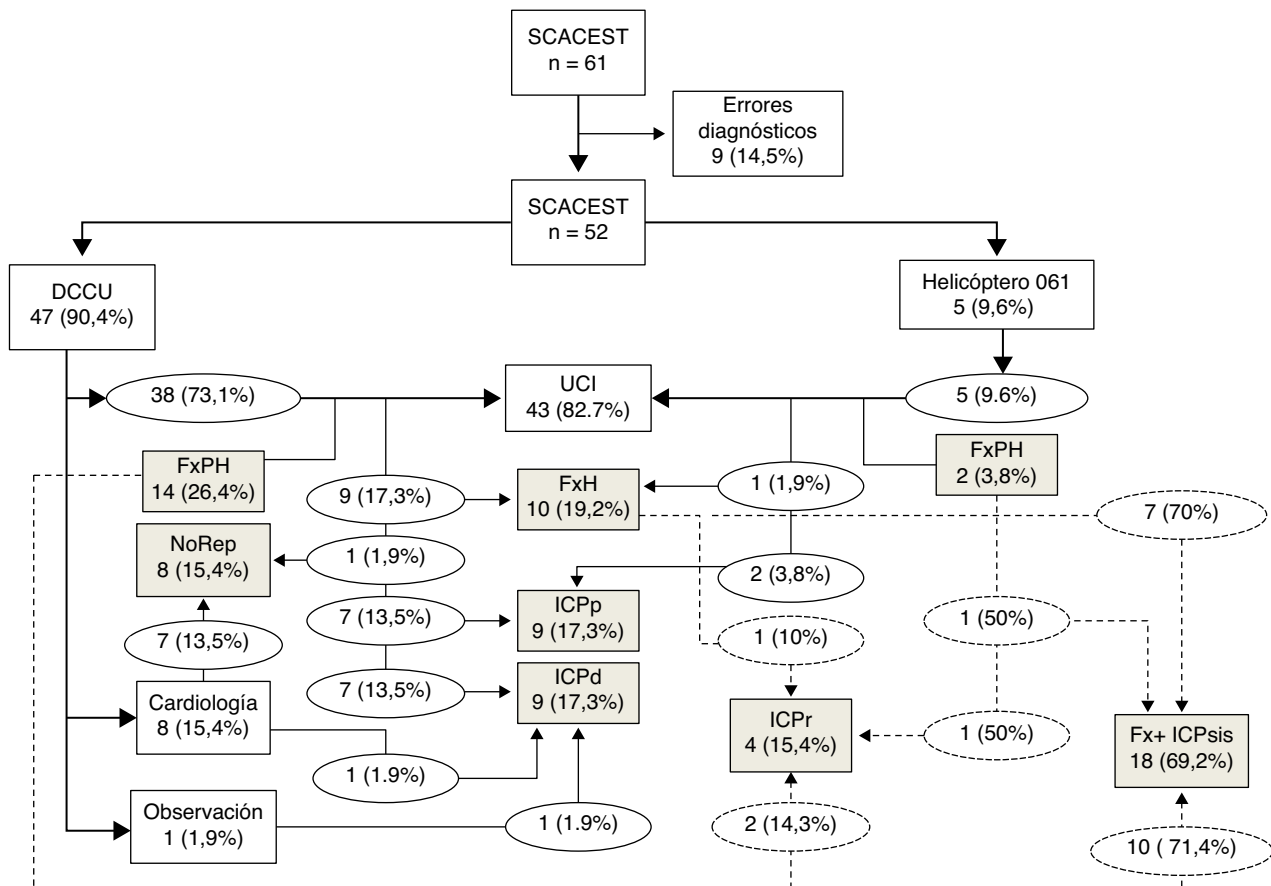 SCACEST
n = 61
Errores
diagnósticos
9 (14,5%)
SCACEST
n = 52
DCCU
47 (90,4%)
Helicóptero 061
5 (9,6%)
38 (73,1%)
UCI
43 (82.7%)
5 (9.6%)
FxPH
14 (26,4%)
9 (17,3%)
FxH
10 (19,2%)
1 (1,9%)
FxPH
2 (3,8%)
7 (70%)
NoRep
8 (15,4%)
1 (1,9%)
2 (3,8%)
7 (13,5%)
7 (13,5%)
ICPp
9 (17,3%)
1 (10%)
1 (50%)
7 (13,5%)
ICPd
9 (17,3%)
Cardiología
8 (15,4%)
ICPr
4 (15,4%)
1 (50%)
Fx+ ICPsis
18 (69,2%)
1 (1.9%)
Observación
1 (1,9%)
1 (1.9%)
2 (14,3%)
10 ( 71,4%)